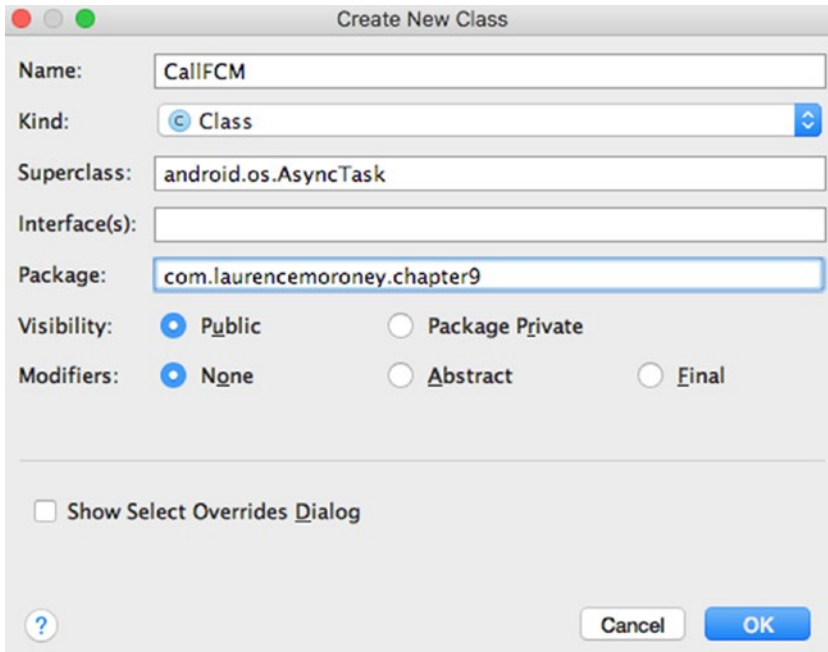 Create New Class
Name: CallFCM
Kind: C Class
Superclass: android.os.AsyncTask
Interface(s):
Package: com.laurencemoroney.chapter9
Visibility: Public Package Private
Modifiers: None Abstract Final
Show Select Overrides Dialog
? Cancel OK